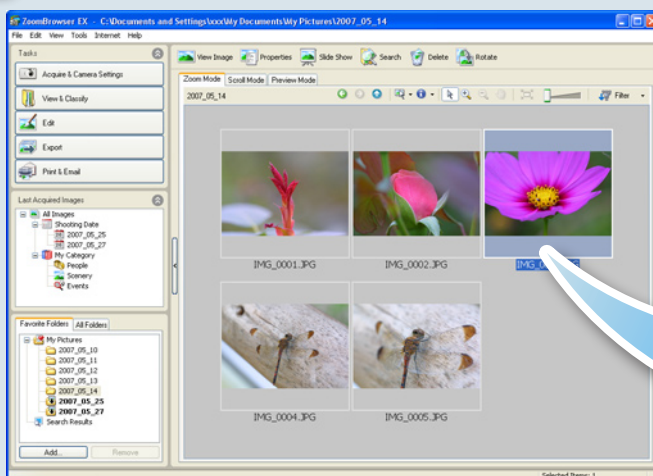 ZoomBrowser EX - C:\Documents and Settings\xxx\My Documents\My Pictures\2007_05_14
File Edit View Tools Internet Help
Tasks
Acquire & Camera Settings
View & Classify
Edit
Export
Print & Email
Last Acquired Images
All Images
Shooting Date
2007_05_25
2007_05_27
My Category
People
Scenery
Events
Favorite Folders All Folders
My Pictures
2007_05_10
2007_05_11
2007_05_12
2007_05_13
2007_05_14
2007_05_25
2007_05_27
Search Results
Add... Remove
View Image Properties Slide Show Search Delete Rotate
Zoom Mode Scroll Mode Preview Mode
2007_05_14 Filter
IMG_0001.JPG IMG_0002.JPG
IMG_0004.JPG IMG_0005.JPG
Selected Items: 1